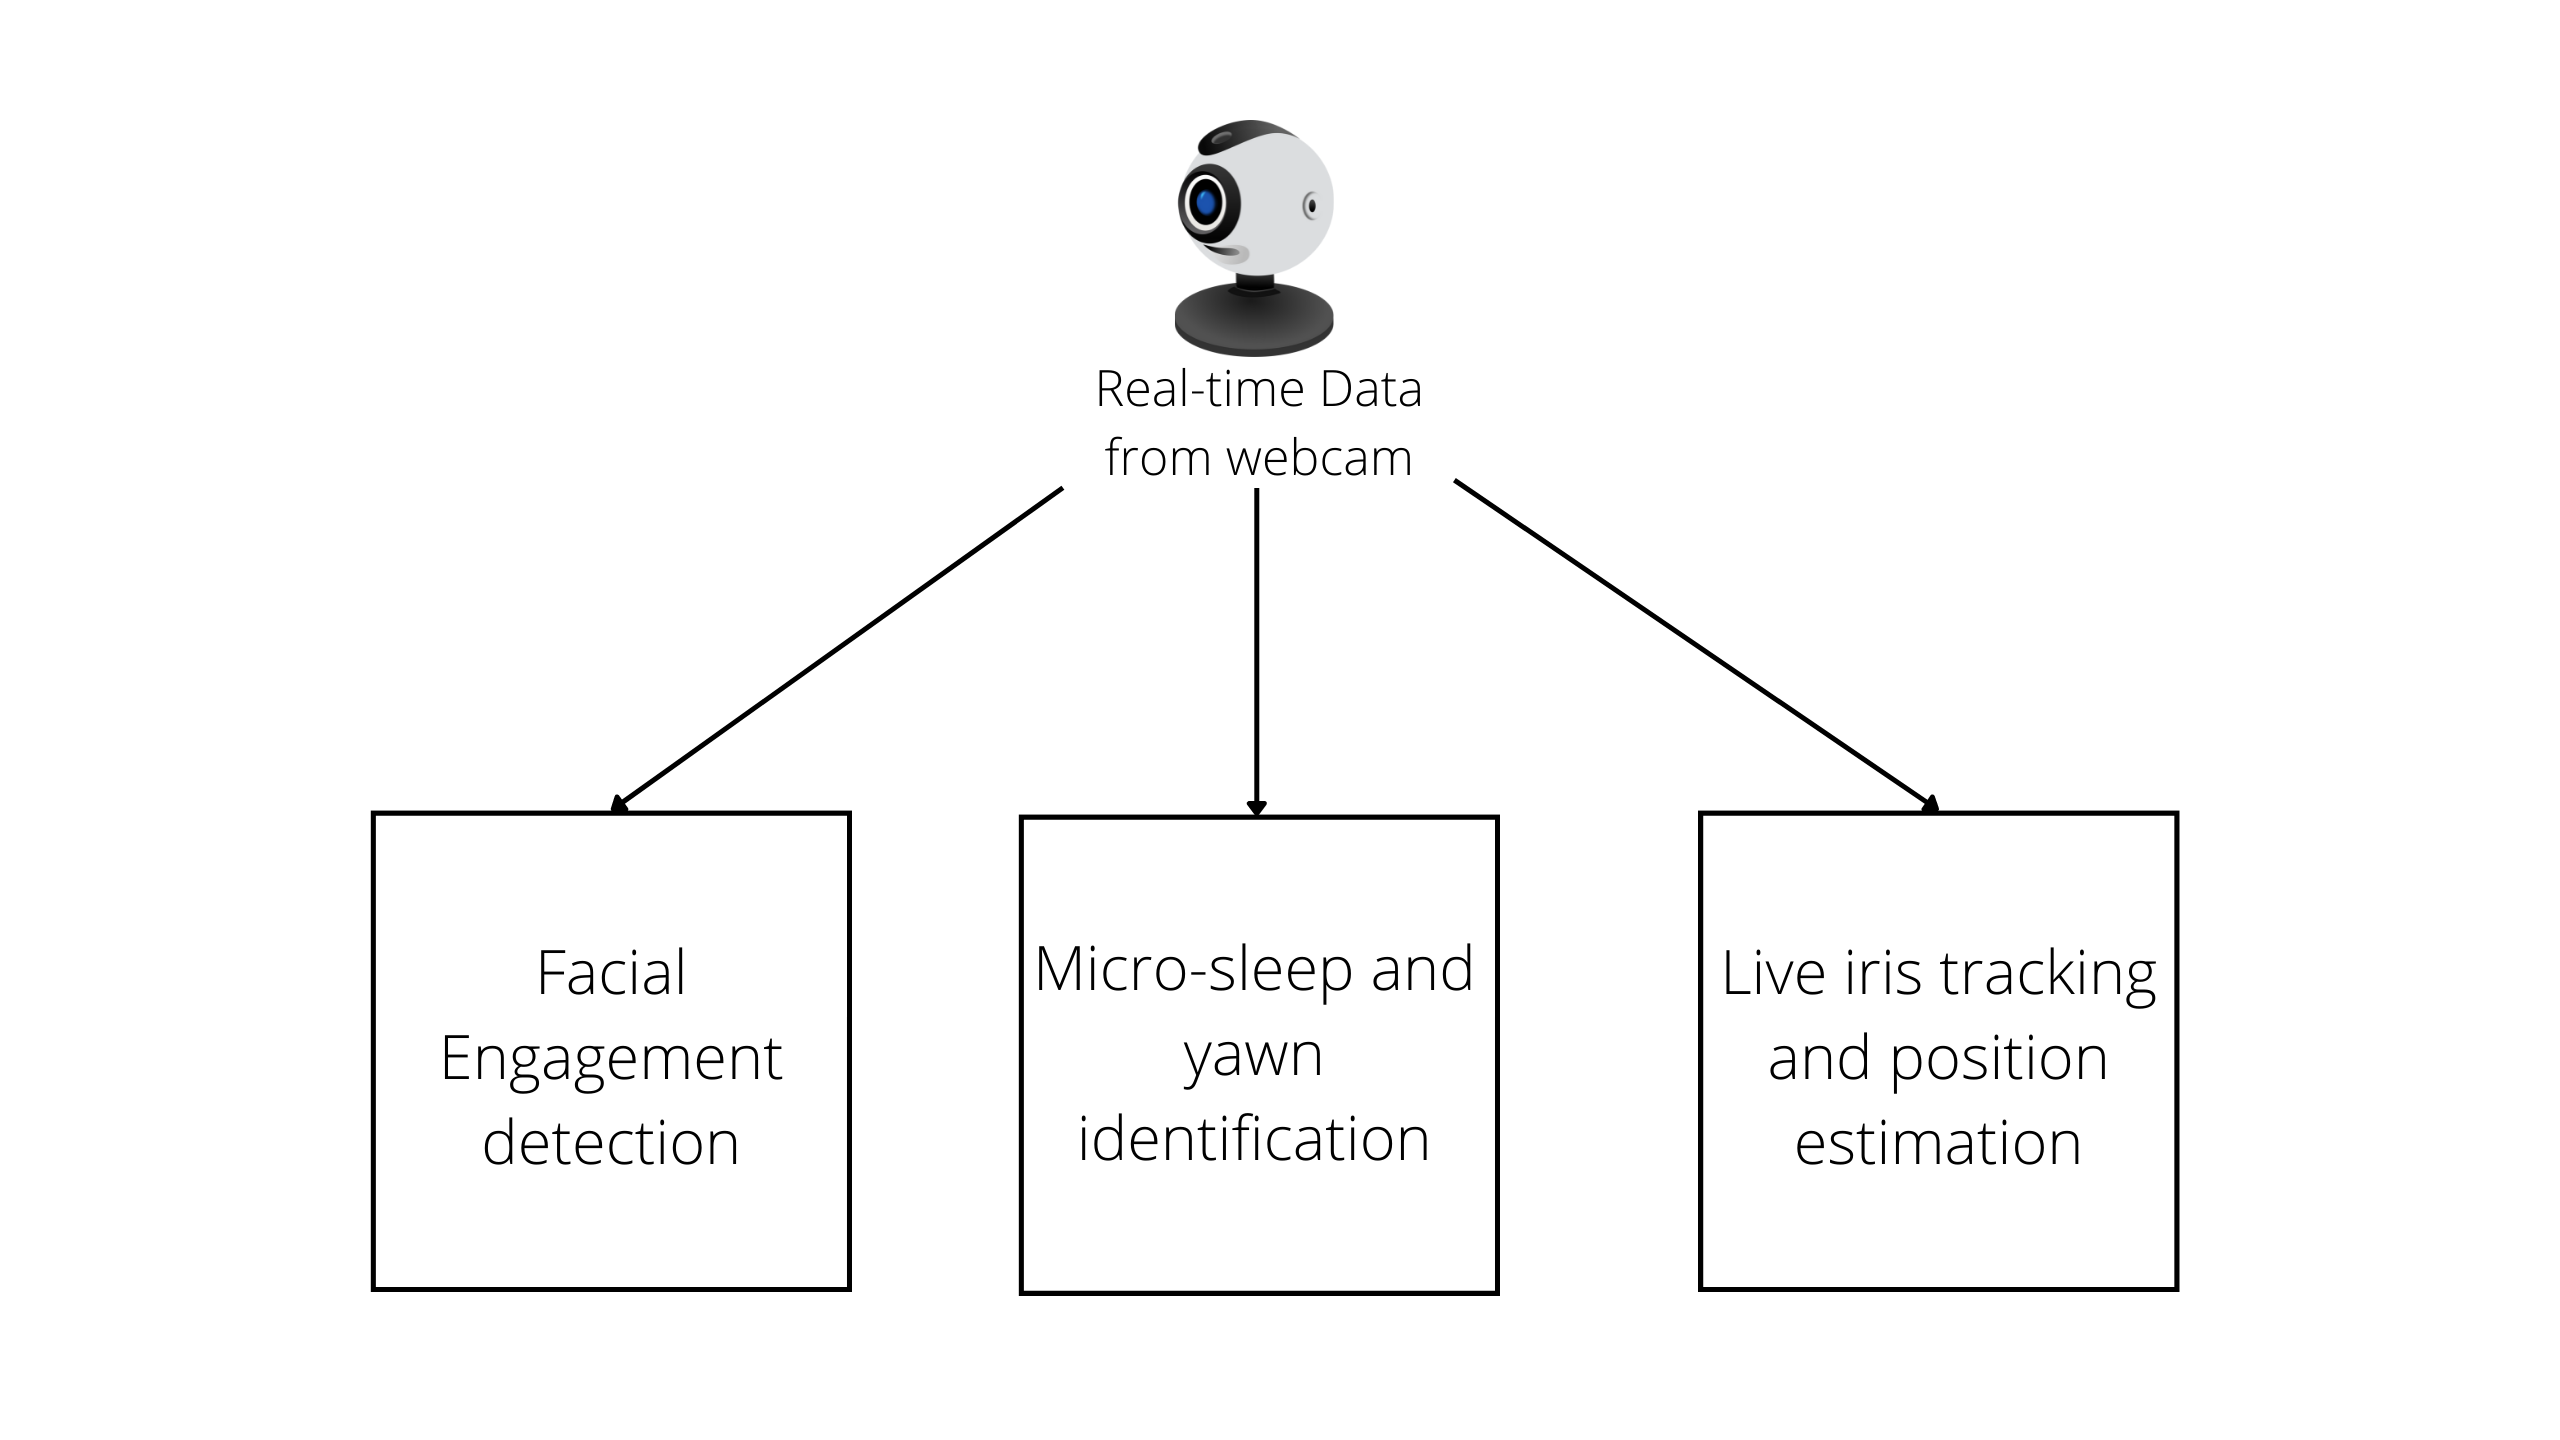 Real-time Data
from webcam
Facial
Engagement
detection
Micro-sleep and
yawn
identification
Live iris tracking
and position
estimation